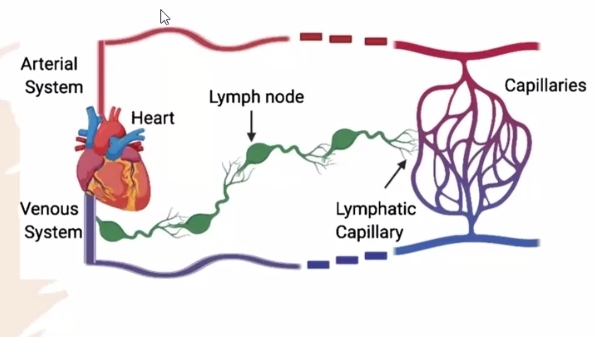 Arterial
System
Heart
Lymph node
Capillaries
Venous
System
Lymphatic
Capillary